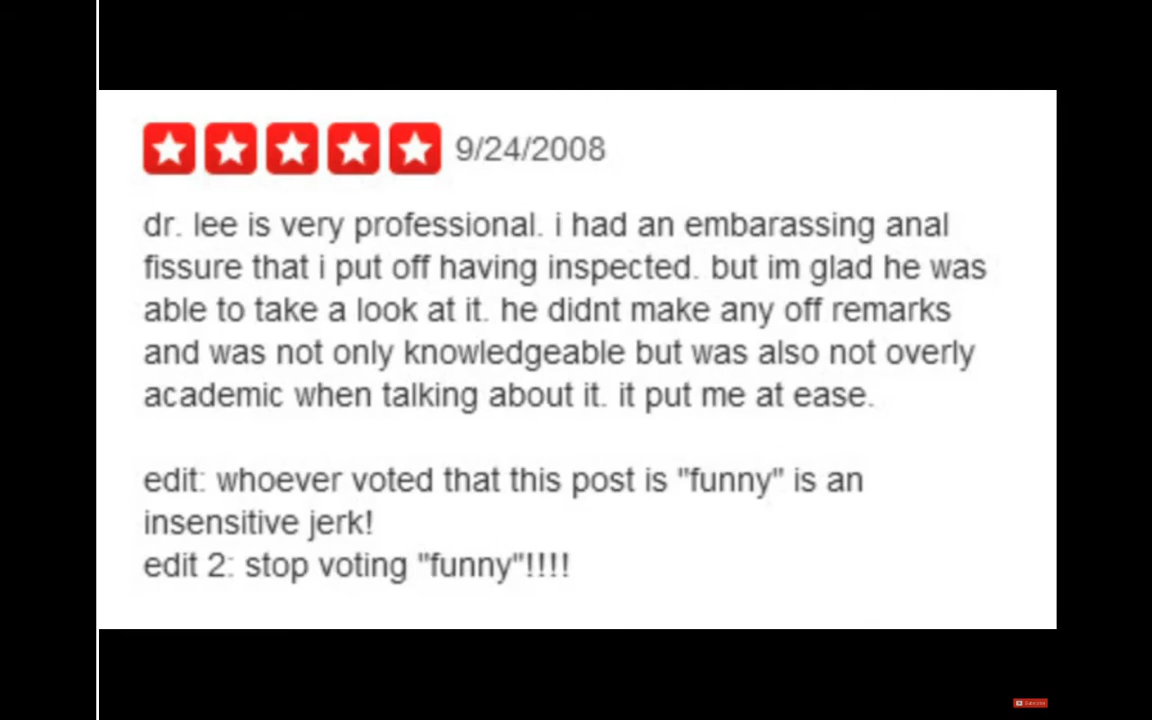 9/24/2008
dr. lee is very professional. i had an embarassing anal
fissure that i put off having inspected. but im glad he was
able to take a look at it. he didnt make any off remarks
and was not only knowledgeable but was also not overly
academic when talking about it. it put me at ease.
edit: whoever voted that this post is "funny" is an
insensitive jerk!
edit 2: stop voting "funny"!!!!